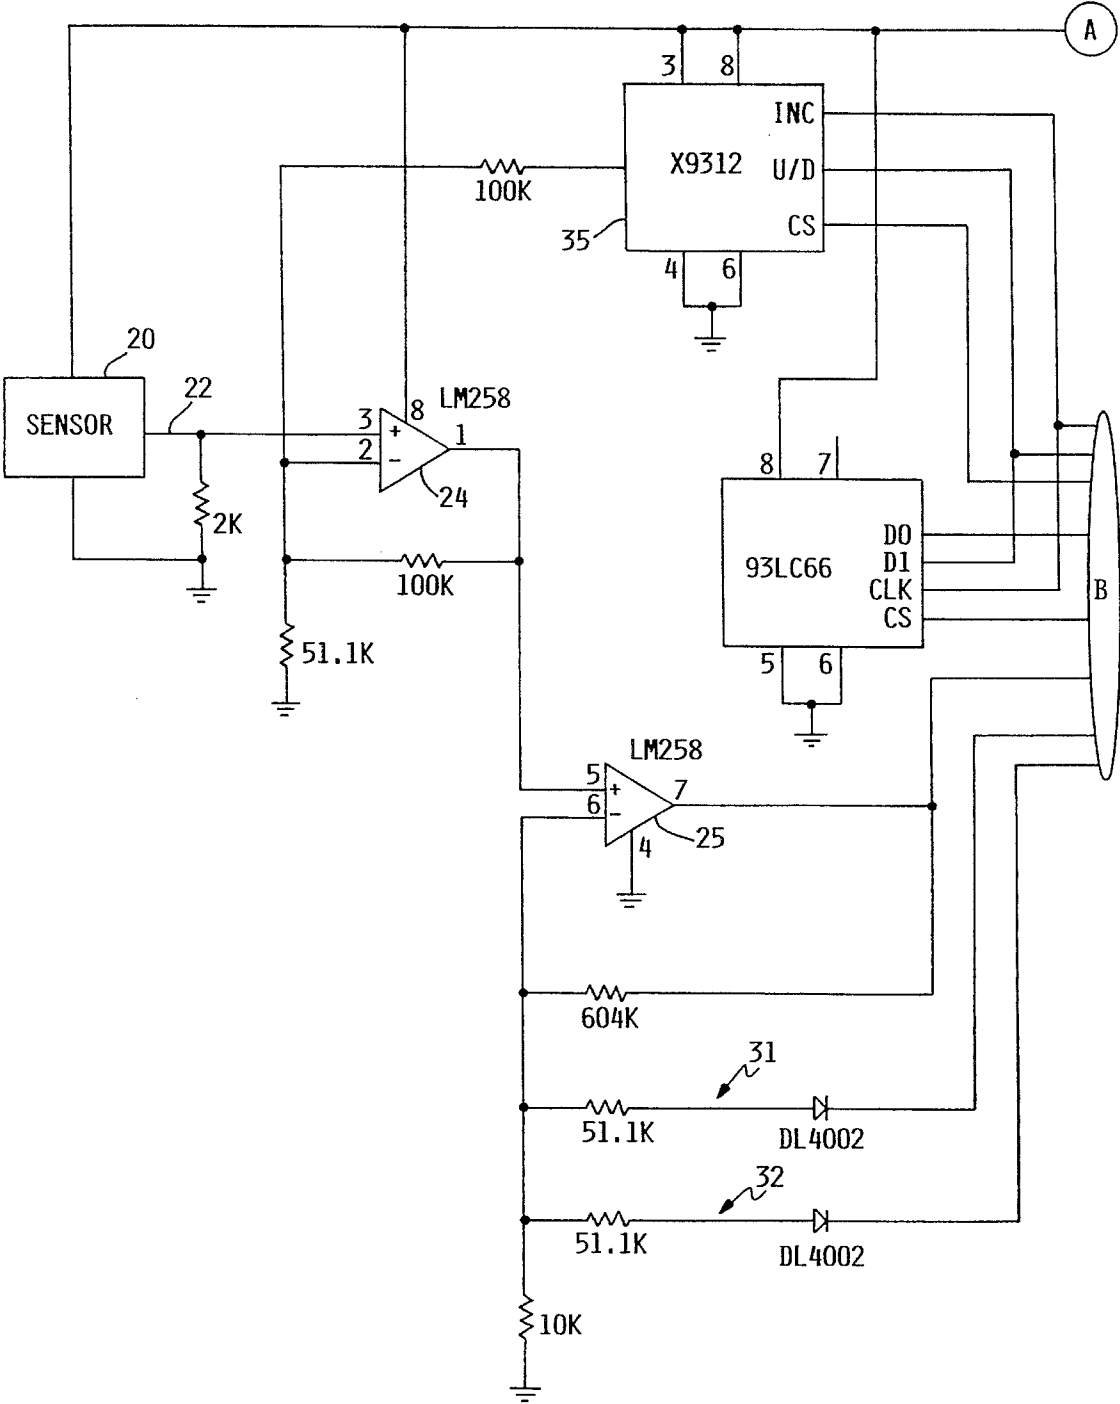 A
3 8
INC
X9312
U/D
100K
CS
35
4 6
20
SENSOR
22
LM258
8
3
+
1
2
-
24
2K
8 7
DO
93LC66
D1
CLK
B
CS
100K
51.1K
5 6
LM258
5
+
7
6
-
25
4
604K
31
51.1K
DL4002
32
51.1K
DL4002
10K